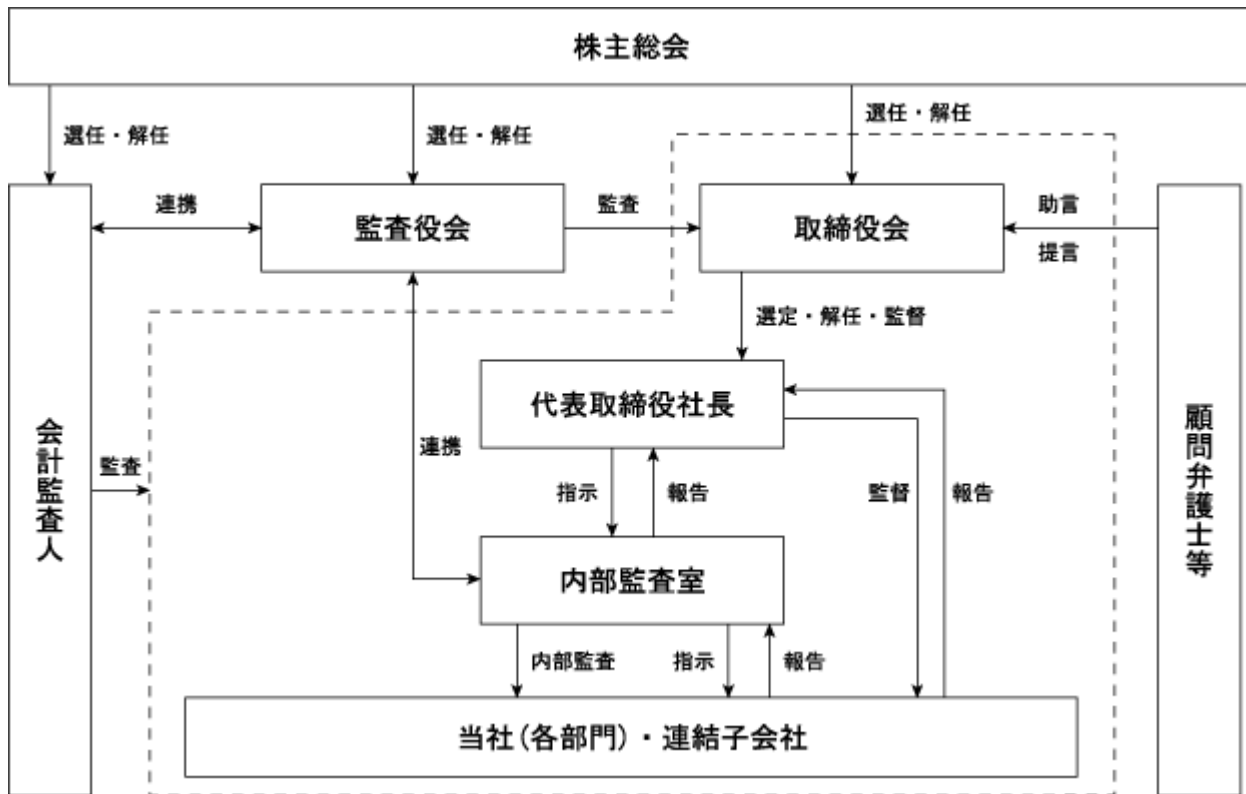 株主総会
選任・解任
選任・解任
選任・解任
連携
監査役会
監査
取締役会
助言
提言
選定・解任・監督
代表取締役社長
会計監査人
監査
連携
指示
報告
監督
報告
顧問弁護士等
内部監査室
内部監査
指示
報告
当社(各部門)・連結子会社